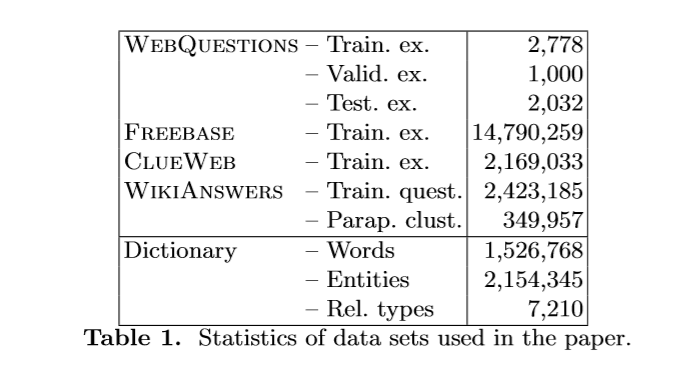 WEBQUESTIONS – Train. ex. 2,778
– Valid. ex. 1,000
– Test. ex. 2,032
FREEBASE – Train. ex. 14,790,259
CLUEWEB – Train. ex. 2,169,033
WIKIANSWERS – Train. quest. 2,423,185
– Parap. clust. 349,957
Dictionary – Words 1,526,768
– Entities 2,154,345
– Rel. types 7,210
Table 1. Statistics of data sets used in the paper.